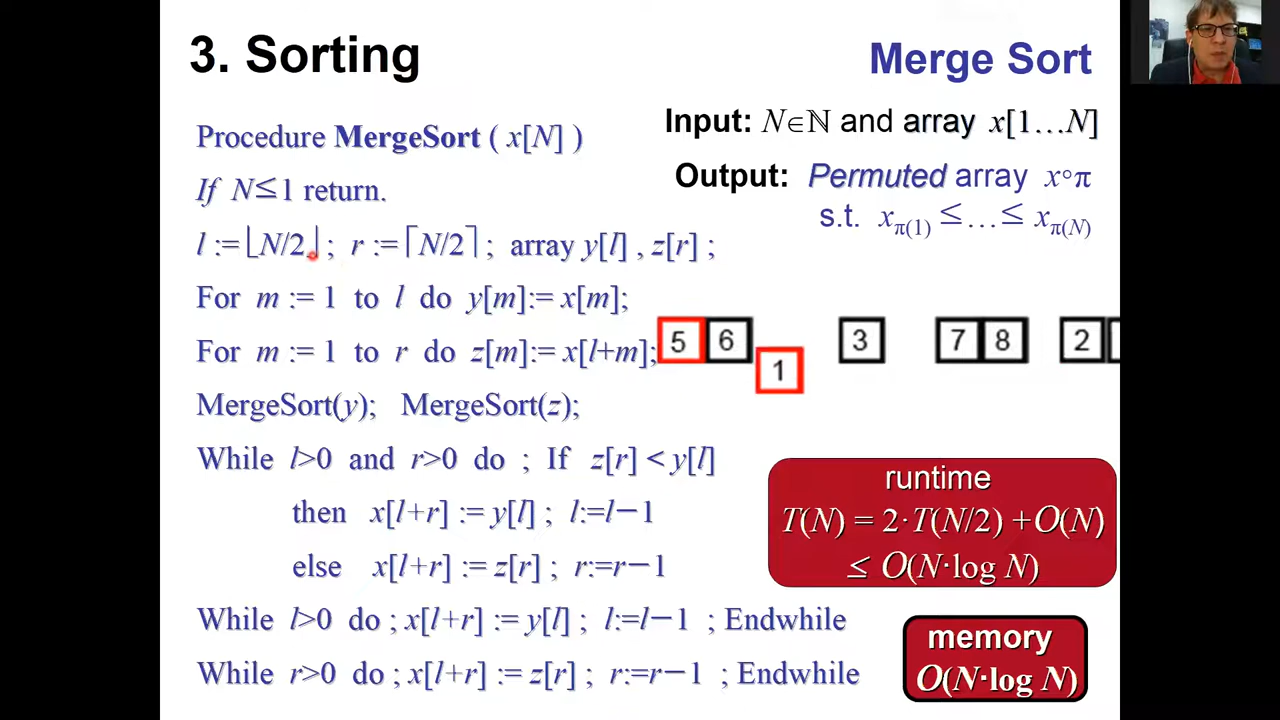 3. Sorting
Merge Sort
Procedure MergeSort ( x[N] )
If N≤1 return.
l := ⌊N/2⌋ ; r := ⌈N/2⌉ ; array y[l] , z[r] ;
For m := 1 to l do y[m]:= x[m];
For m := 1 to r do z[m]:= x[l+m];
MergeSort(y); MergeSort(z);
While l>0 and r>0 do ; If z[r] < y[l]
then x[l+r] := y[l] ; l:=l−1
else x[l+r] := z[r] ; r:=r−1
While l>0 do ; x[l+r] := y[l] ; l:=l−1 ; Endwhile
While r>0 do ; x[l+r] := z[r] ; r:=r−1 ; Endwhile
Input: N∈ℕ and array x[1…N]
Output: Permuted array x∘π
s.t. xπ(1) ≤…≤ xπ(N)
5 6 3 7 8 2
1
runtime
T(N) = 2·T(N/2) +O(N)
≤ O(N·log N)
memory
O(N·log N)